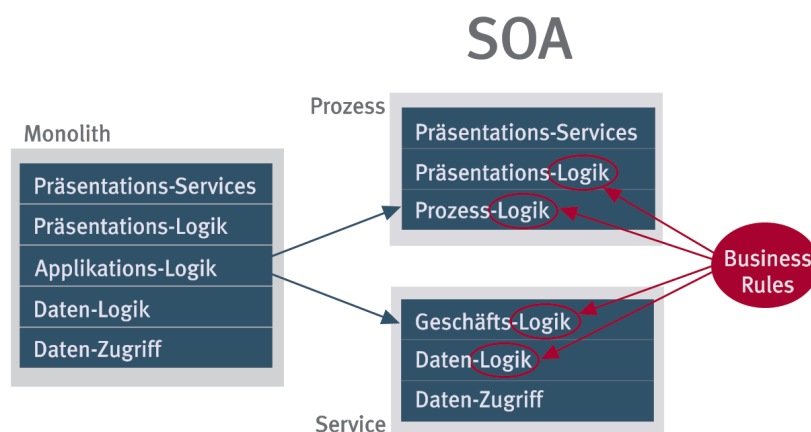 SOA
Monolith
Präsentations-Services
Präsentations-Logik
Applikations-Logik
Daten-Logik
Daten-Zugriff
Prozess
Präsentations-Services
Präsentations-Logik
Prozess-Logik
Geschäfts-Logik
Daten-Logik
Daten-Zugriff
Service
Business
Rules